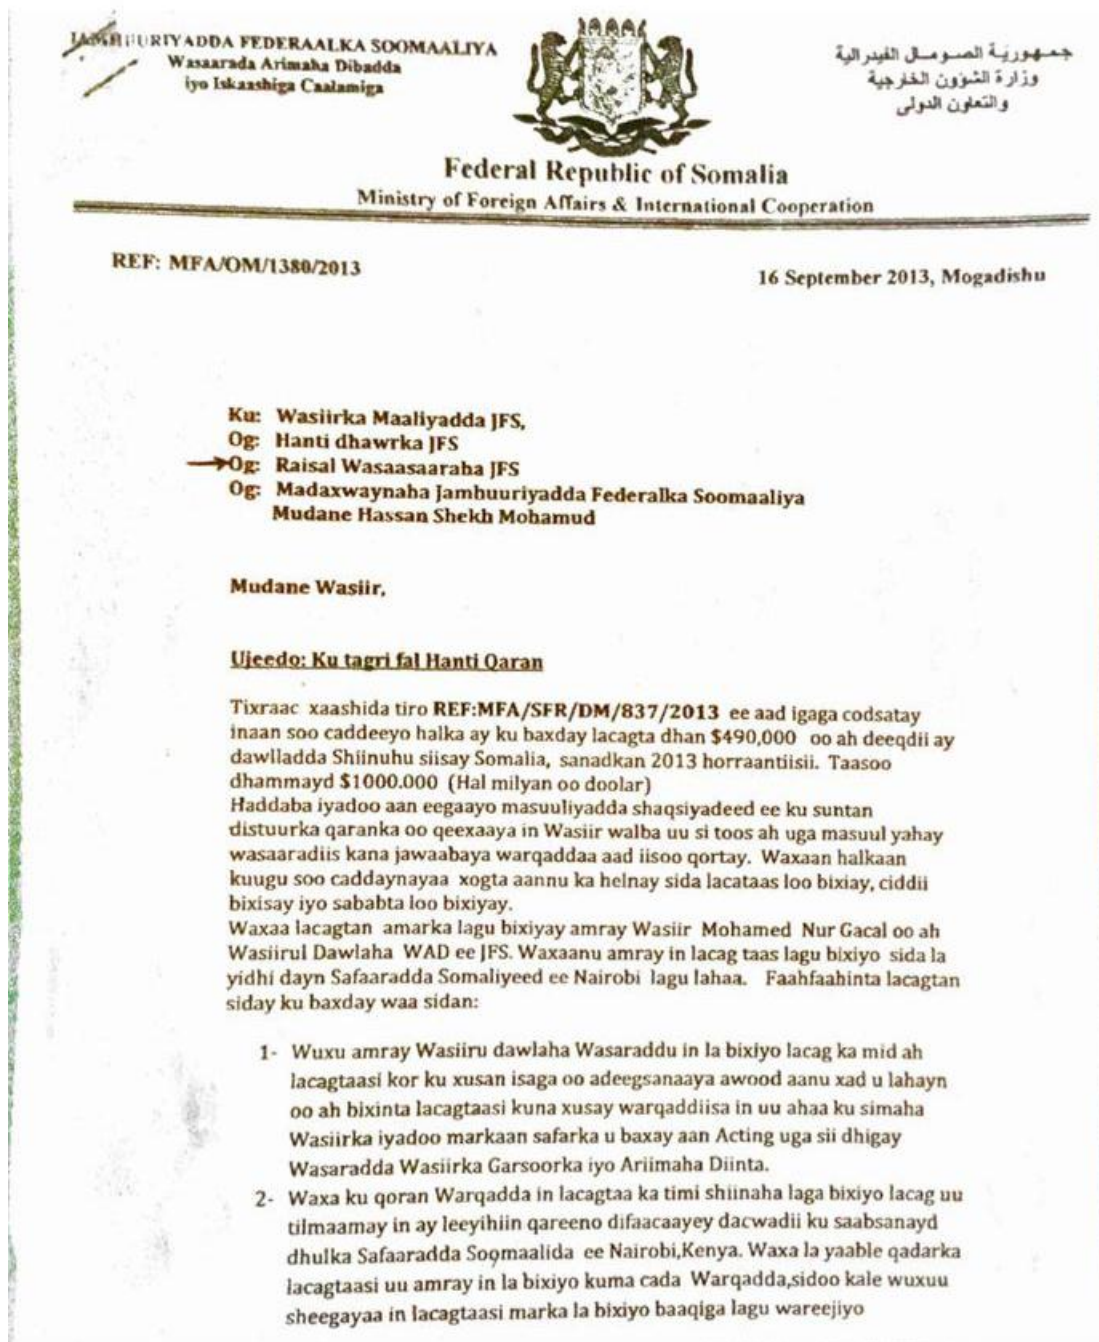 JAMHUURIYADDA FEDERAALKA SOOMAALIYA
Wasaarada Arimaha Dibadda
iyo Iskaashiga Caalamiga
جمهورية الصومال الفيدرالية
وزارة الشؤون الخارجية
والتعاون الدولى
Federal Republic of Somalia
Ministry of Foreign Affairs & International Cooperation
REF: MFA/OM/1380/2013
16 September 2013, Mogadishu
Ku: Wasiirka Maaliyadda JFS,
Og: Hanti dhawrka JFS
Og: Raisal Wasaasaaraha JFS
Og: Madaxwaynaha Jamhuuriyadda Federalka Soomaaliya
Mudane Hassan Shekh Mohamud
Mudane Wasiir,
Ujeedo: Ku tagri fal Hanti Qaran
Tixraac xaashida tiro REF:MFA/SFR/DM/837/2013 ee aad igaga codsatay
inaan soo caddeeyo halka ay ku baxday lacagta dhan $490,000 oo ah deeqdii ay
dawlladda Shiinuhu siisay Somalia, sanadkan 2013 horraantiisii. Taasoo
dhammayd $1000.000 (Hal milyan oo doolar)
Haddaba iyadoo aan eegaayo masuuliyadda shaqsiyadeed ee ku suntan
distuurka qaranka oo qeexaaya in Wasiir walba uu si toos ah uga masuul yahay
wasaaradiis kana jawaabaya warqaddaa aad iisoo qortay. Waxaan halkaan
kuugu soo caddaynayaa xogta aannu ka helnay sida lacataas loo bixiay, ciddii
bixisay iyo sababta loo bixiyay.
Waxaa lacagtan amarka lagu bixiyay amray Wasiir Mohamed Nur Gacal oo ah
Wasiirul Dawlaha WAD ee JFS. Waxaanu amray in lacag taas lagu bixiyo sida la
yidhi dayn Safaaradda Somaliyeed ee Nairobi lagu lahaa. Faahfaahinta lacagtan
siday ku baxday waa sidan:
1- Wuxu amray Wasiiru dawlaha Wasaraddu in la bixiyo lacag ka mid ah
lacagtaasi kor ku xusan isaga oo adeegsanaaya awood aanu xad u lahayn
oo ah bixinta lacagtaasi kuna xusay warqaddiisa in uu ahaa ku simaha
Wasiirka iyadoo markaan safarka u baxay aan Acting uga sii dhigay
Wasaradda Wasiirka Garsoorka iyo Ariimaha Diinta.
2- Waxa ku qoran Warqadda in lacagtaa ka timi shiinaha laga bixiyo lacag uu
tilmaamay in ay leeyihiin qareeno difaacaayey dacwadii ku saabsanayd
dhulka Safaaradda Soomaalida ee Nairobi,Kenya. Waxa la yaable qadarka
lacagtaasi uu amray in la bixiyo kuma cada Warqadda,sidoo kale wuxuu
sheegayaa in lacagtaasi marka la bixiyo baaqiga lagu wareejiyo